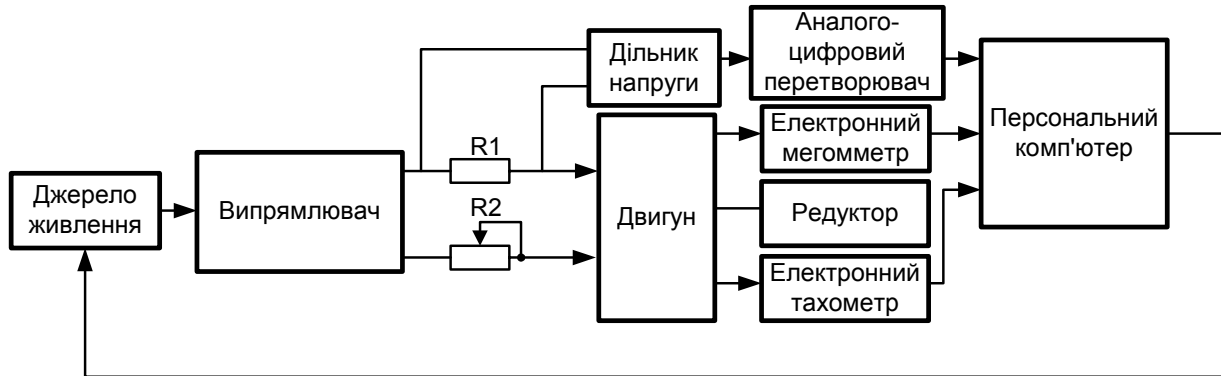 Джерело
живлення
Випрямлювач
R1
R2
Дільник
напруги
Двигун
Аналого-
цифровий
перетворювач
Електронний
мегомметр
Редуктор
Електронний
тахометр
Персональний
комп'ютер